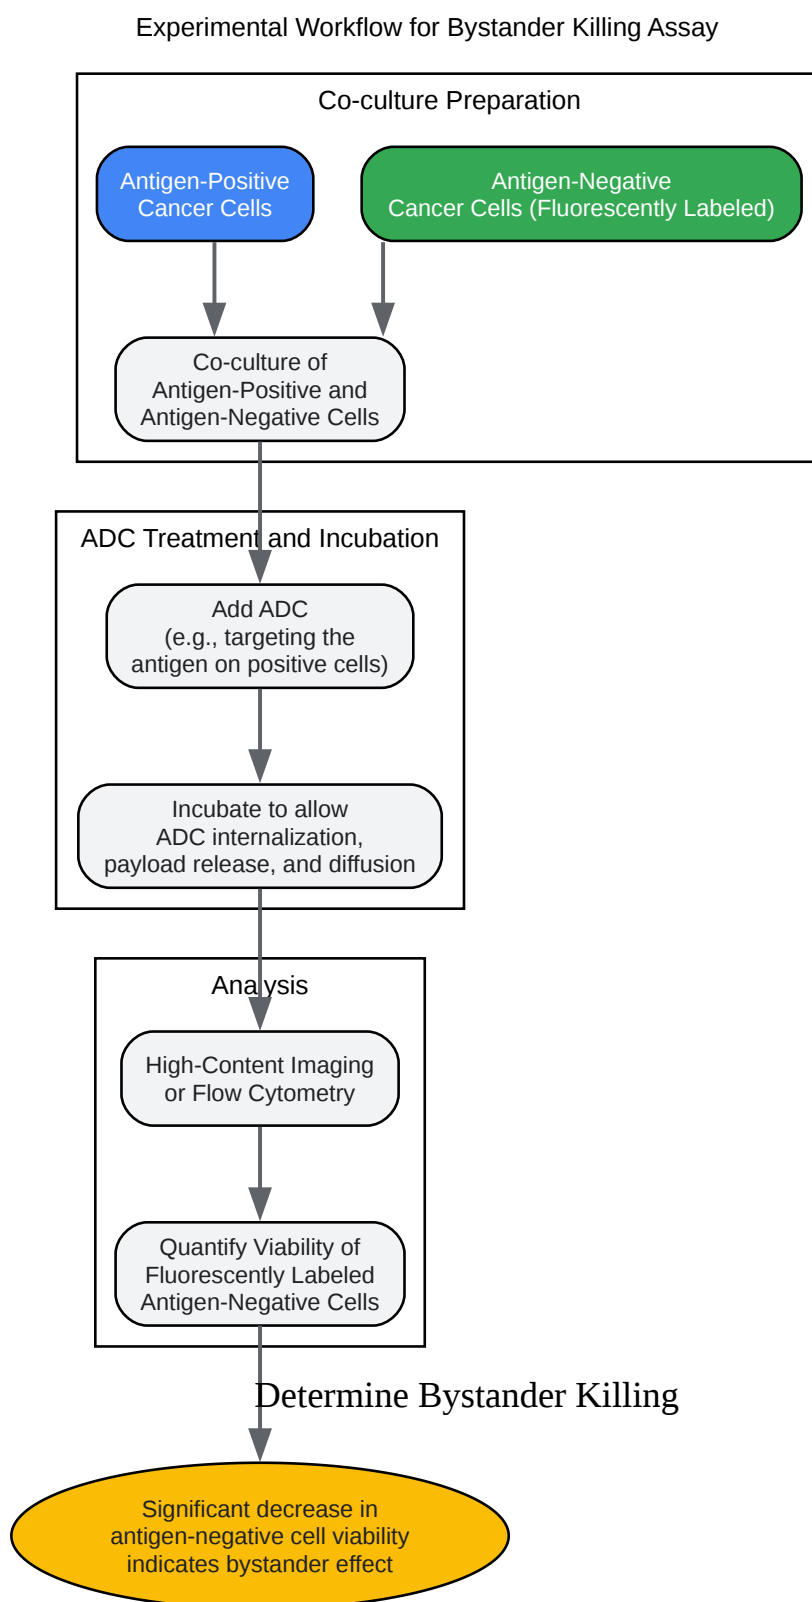 Experimental Workflow for Bystander Killing Assay
Co-culture Preparation
Antigen-Positive
Cancer Cells
Antigen-Negative
Cancer Cells (Fluorescently Labeled)
Co-culture of
Antigen-Positive and
Antigen-Negative Cells
ADC Treatment and Incubation
Add ADC
(e.g., targeting the
antigen on positive cells)
Incubate to allow
ADC internalization,
payload release, and diffusion
Analysis
High-Content Imaging
or Flow Cytometry
Quantify Viability of
Fluorescently Labeled
Antigen-Negative Cells
Determine Bystander Killing
Significant decrease in
antigen-negative cell viability
indicates bystander effect